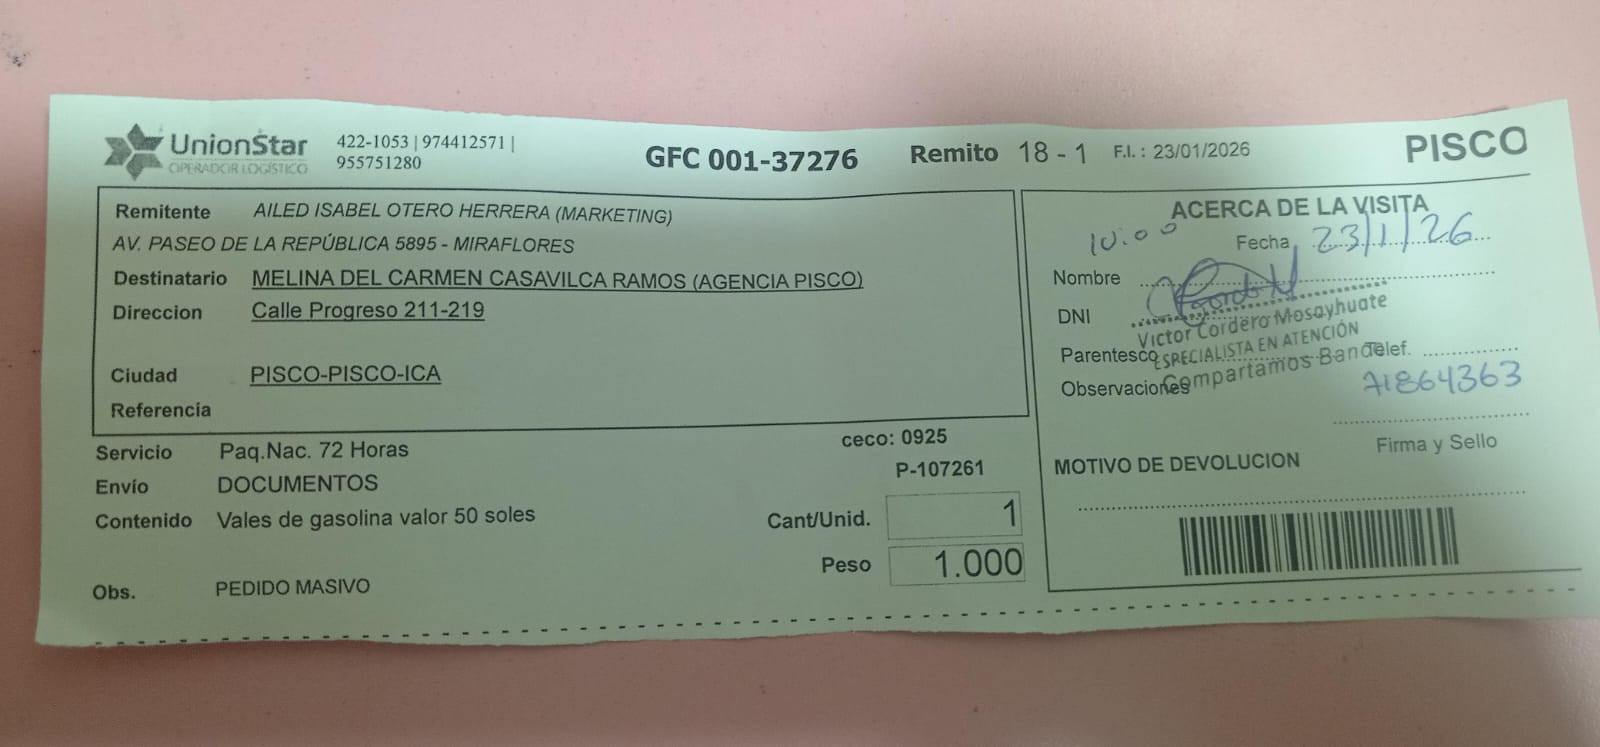 UnionStar
OPERADOR LOGÍSTICO
422-1053 | 974412571 |
955751280
GFC 001-37276
Remito 18 - 1
F.I. : 23/01/2026
PISCO
Remitente AILED ISABEL OTERO HERRERA (MARKETING)
AV. PASEO DE LA REPÚBLICA 5895 - MIRAFLORES
Destinatario MELINA DEL CARMEN CASAVILCA RAMOS (AGENCIA PISCO)
Direccion Calle Progreso 211-219
Ciudad PISCO-PISCO-ICA
Referencia
Servicio Paq.Nac. 72 Horas
Envío DOCUMENTOS
Contenido Vales de gasolina valor 50 soles
Obs. PEDIDO MASIVO
ceco: 0925
P-107261
Cant/Unid. 1
Peso 1.000
ACERCA DE LA VISITA
10:00
Fecha 23/1/26
Nombre
DNI
Victor Cordero Mosayhuate
Parentesco
ESPECIALISTA EN ATENCIÓN
Telef.
Compartamos Banco
Observaciones
71864363
Firma y Sello
MOTIVO DE DEVOLUCION